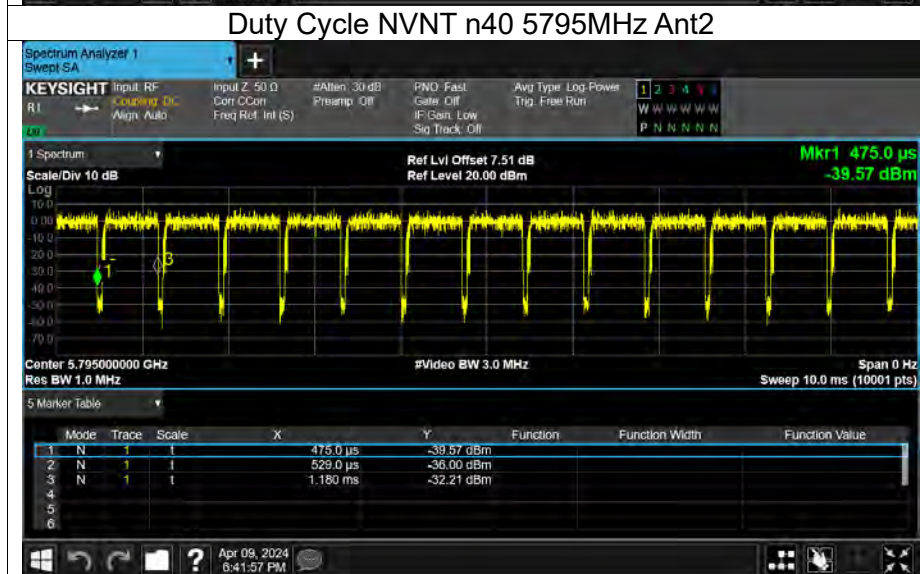 Duty Cycle NVNT n40 5795MHz Ant2
Spectrum Analyzer 1
Swept SA
+
KEYSIGHT Input: RF Input Z: 50 Ω #Atten: 30 dB PNO: Fast Avg Type: Log-Power 1 2 3 4 5 6
Coupling: DC Corr CCorr Preamp: Off Gate: Off Trig: Free Run W W W W W W
Align: Auto Freq Ref: Int (S) IF Gain: Low
Sig Track: Off P N N N N N
1 Spectrum
Ref Lvl Offset 7.51 dB Mkr1 475.0 µs
Scale/Div 10 dB Ref Level 20.00 dBm -39.57 dBm
Log
10.0
0.00
-10.0
-20.0
-30.0
-40.0
-50.0
-60.0
-70.0
1
3
Center 5.795000000 GHz #Video BW 3.0 MHz Span 0 Hz
Res BW 1.0 MHz Sweep 10.0 ms (10001 pts)
5 Marker Table
Mode Trace Scale X Y Function Function Width Function Value
1 N 1 t 475.0 µs -39.57 dBm
2 N 1 t 529.0 µs -36.00 dBm
3 N 1 t 1.180 ms -32.21 dBm
4
5
6
? Apr 09, 2024
6:41:57 PM